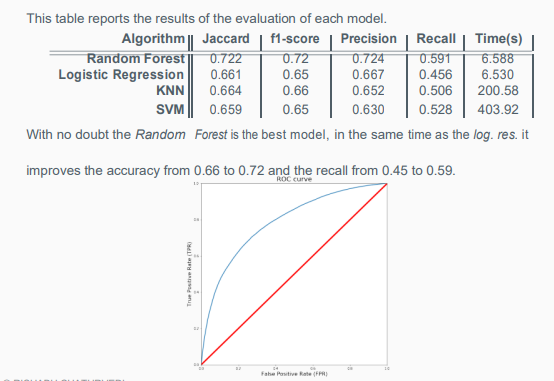 This table reports the results of the evaluation of each model.
Algorithm Jaccard f1-score Precision Recall Time(s)
Random Forest 0.722 0.72 0.724 0.591 6.588
Logistic Regression 0.661 0.65 0.667 0.456 6.530
KNN 0.664 0.66 0.652 0.506 200.58
SVM 0.659 0.65 0.630 0.528 403.92
With no doubt the Random Forest is the best model, in the same time as the log. res. it
improves the accuracy from 0.66 to 0.72 and the recall from 0.45 to 0.59.
ROC curve
True Positive Rate (TPR)
False Positive Rate (FPR)